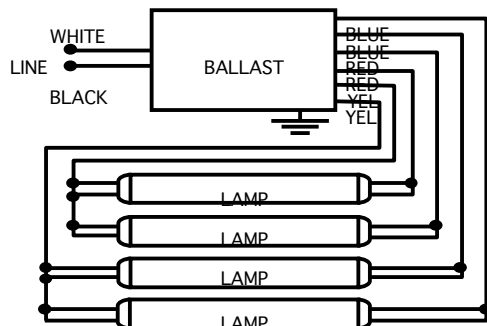 WHITE
LINE
BLACK
BALLAST
BLUE
BLUE
RED
RED
YEL
YEL
LAMP
LAMP
LAMP
LAMP